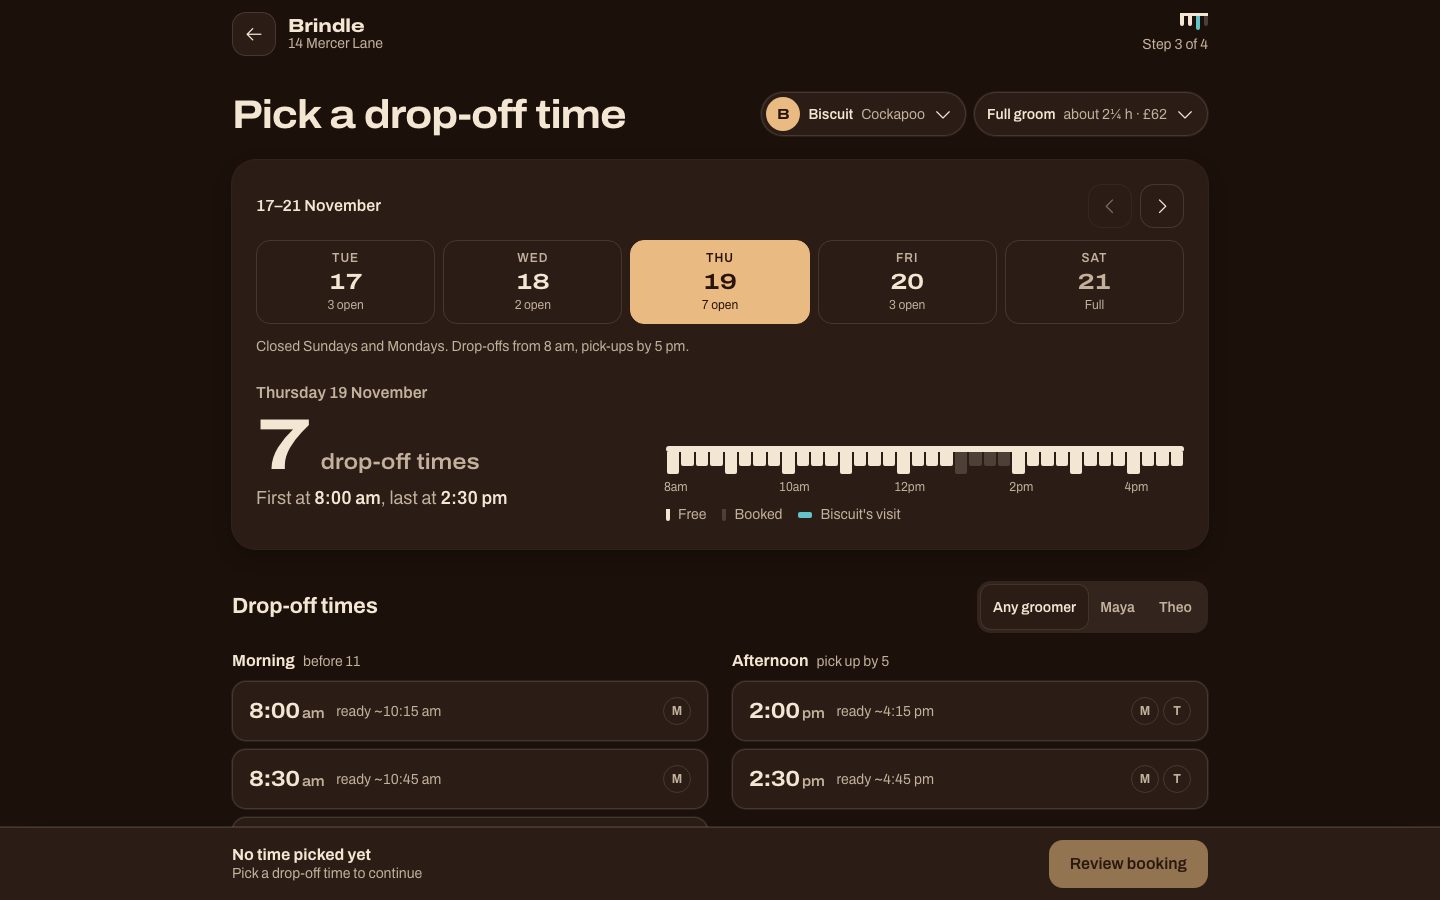 Brindle
14 Mercer Lane
Step 3 of 4
Pick a drop-off time
B Biscuit Cockapoo
Full groom about 2¼ h · £62
17–21 November
TUE
17
3 open
WED
18
2 open
THU
19
7 open
FRI
20
3 open
SAT
21
Full
Closed Sundays and Mondays. Drop-offs from 8 am, pick-ups by 5 pm.
Thursday 19 November
7 drop-off times
First at 8:00 am, last at 2:30 pm
8am 10am 12pm 2pm 4pm
Free Booked Biscuit's visit
Drop-off times
Any groomer Maya Theo
Morning before 11
8:00 am ready ~10:15 am M
8:30 am ready ~10:45 am M
Afternoon pick up by 5
2:00 pm ready ~4:15 pm M T
2:30 pm ready ~4:45 pm M T
No time picked yet
Pick a drop-off time to continue
Review booking